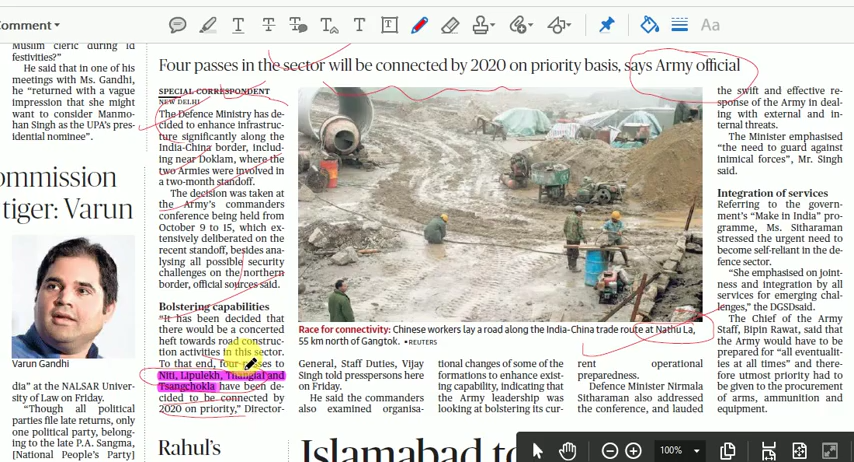 Comment
Aa
Muslim cleric during Id
festivities?"
He said that in one of his
meetings with Ms. Gandhi,
he "returned with a vague
impression that she might
want to consider Manmo-
han Singh as the UPA's pres-
idential nominee".
ommission
tiger: Varun
Varun Gandhi
dia" at the NALSAR Univer-
sity of Law on Friday.
"Though all political
parties file late returns, only
one political party, belong-
ing to the late P.A. Sangma,
[National People's Party]
Four passes in the sector will be connected by 2020 on priority basis, says Army official
SPECIAL CORRESPONDENT
NEW DELHI
The Defence Ministry has de-
cided to enhance infrastruc-
ture significantly along the
India-China border, includ-
ing near Doklam, where the
two Armies were involved in
a two-month standoff.
The decision was taken at
the Army's commanders
conference being held from
October 9 to 15, which ex-
tensively deliberated on the
recent standoff, besides ana-
lysing all possible security
challenges on the northern
border, official sources said.
Bolstering capabilities
"It has been decided that
there would be a concerted
heft towards road construc-
tion activities in this sector.
To that end, four passes to
Niti, Lipulekh, Thangla1 and
Tsangchokla have been de-
cided to be connected by
2020 on priority," Director-
Race for connectivity: Chinese workers lay a road along the India-China trade route at Nathu La,
55 km north of Gangtok. •REUTERS
General, Staff Duties, Vijay
Singh told presspersons here
on Friday.
He said the commanders
also examined organisa-
tional changes of some of the
formations to enhance exist-
ing capability, indicating that
the Army leadership was
looking at bolstering its cur-
rent operational
preparedness.
Defence Minister Nirmala
Sitharaman also addressed
the conference, and lauded
the swift and effective re-
sponse of the Army in deal-
ing with external and in-
ternal threats.
The Minister emphasised
"the need to guard against
inimical forces", Mr. Singh
said.
Integration of services
Referring to the govern-
ment's "Make in India" pro-
gramme, Ms. Sitharaman
stressed the urgent need to
become self-reliant in the de-
fence sector.
"She emphasised on joint-
ness and integration by all
services for emerging chal-
lenges," the DGSDsaid.
The Chief of the Army
Staff, Bipin Rawat, said that
the Army would have to be
prepared for "all eventuali-
ties at all times" and there-
fore utmost priority had to
be given to the procurement
of arms, ammunition and
equipment.
Rahul's
Islamabad to
100%